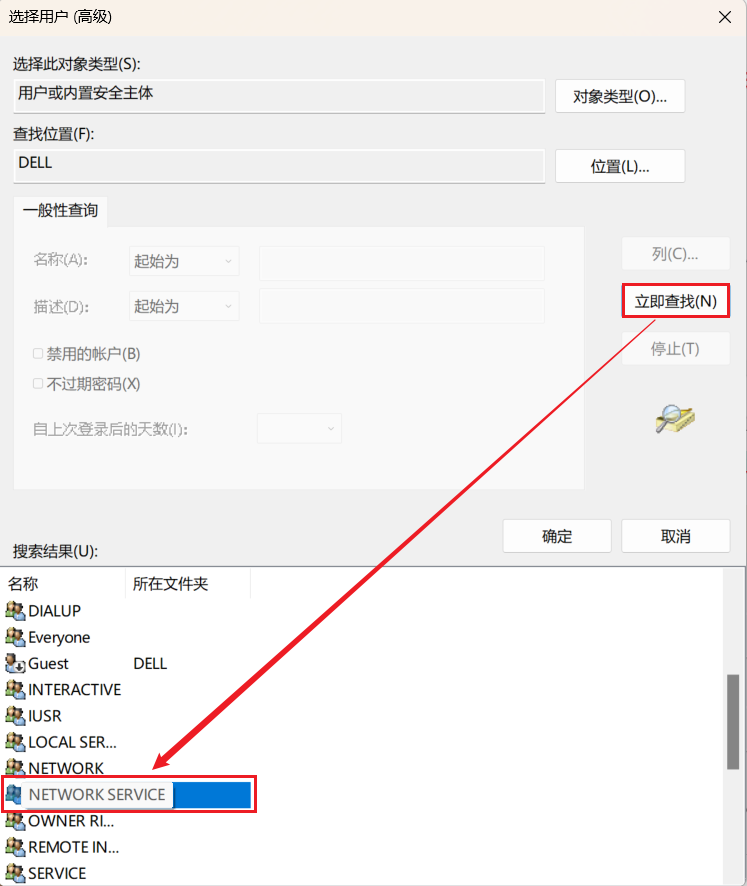 选择用户 (高级)
选择此对象类型(S):
用户或内置安全主体
对象类型(O)...
查找位置(F):
DELL
位置(L)...
一般性查询
名称(A):
起始为
列(C)...
描述(D):
起始为
立即查找(N)
禁用的帐户(B)
停止(T)
不过期密码(X)
自上次登录后的天数(I):
确定
取消
搜索结果(U):
名称 所在文件夹
DIALUP
Everyone
Guest DELL
INTERACTIVE
IUSR
LOCAL SER...
NETWORK
NETWORK SERVICE
OWNER RI...
REMOTE IN...
SERVICE